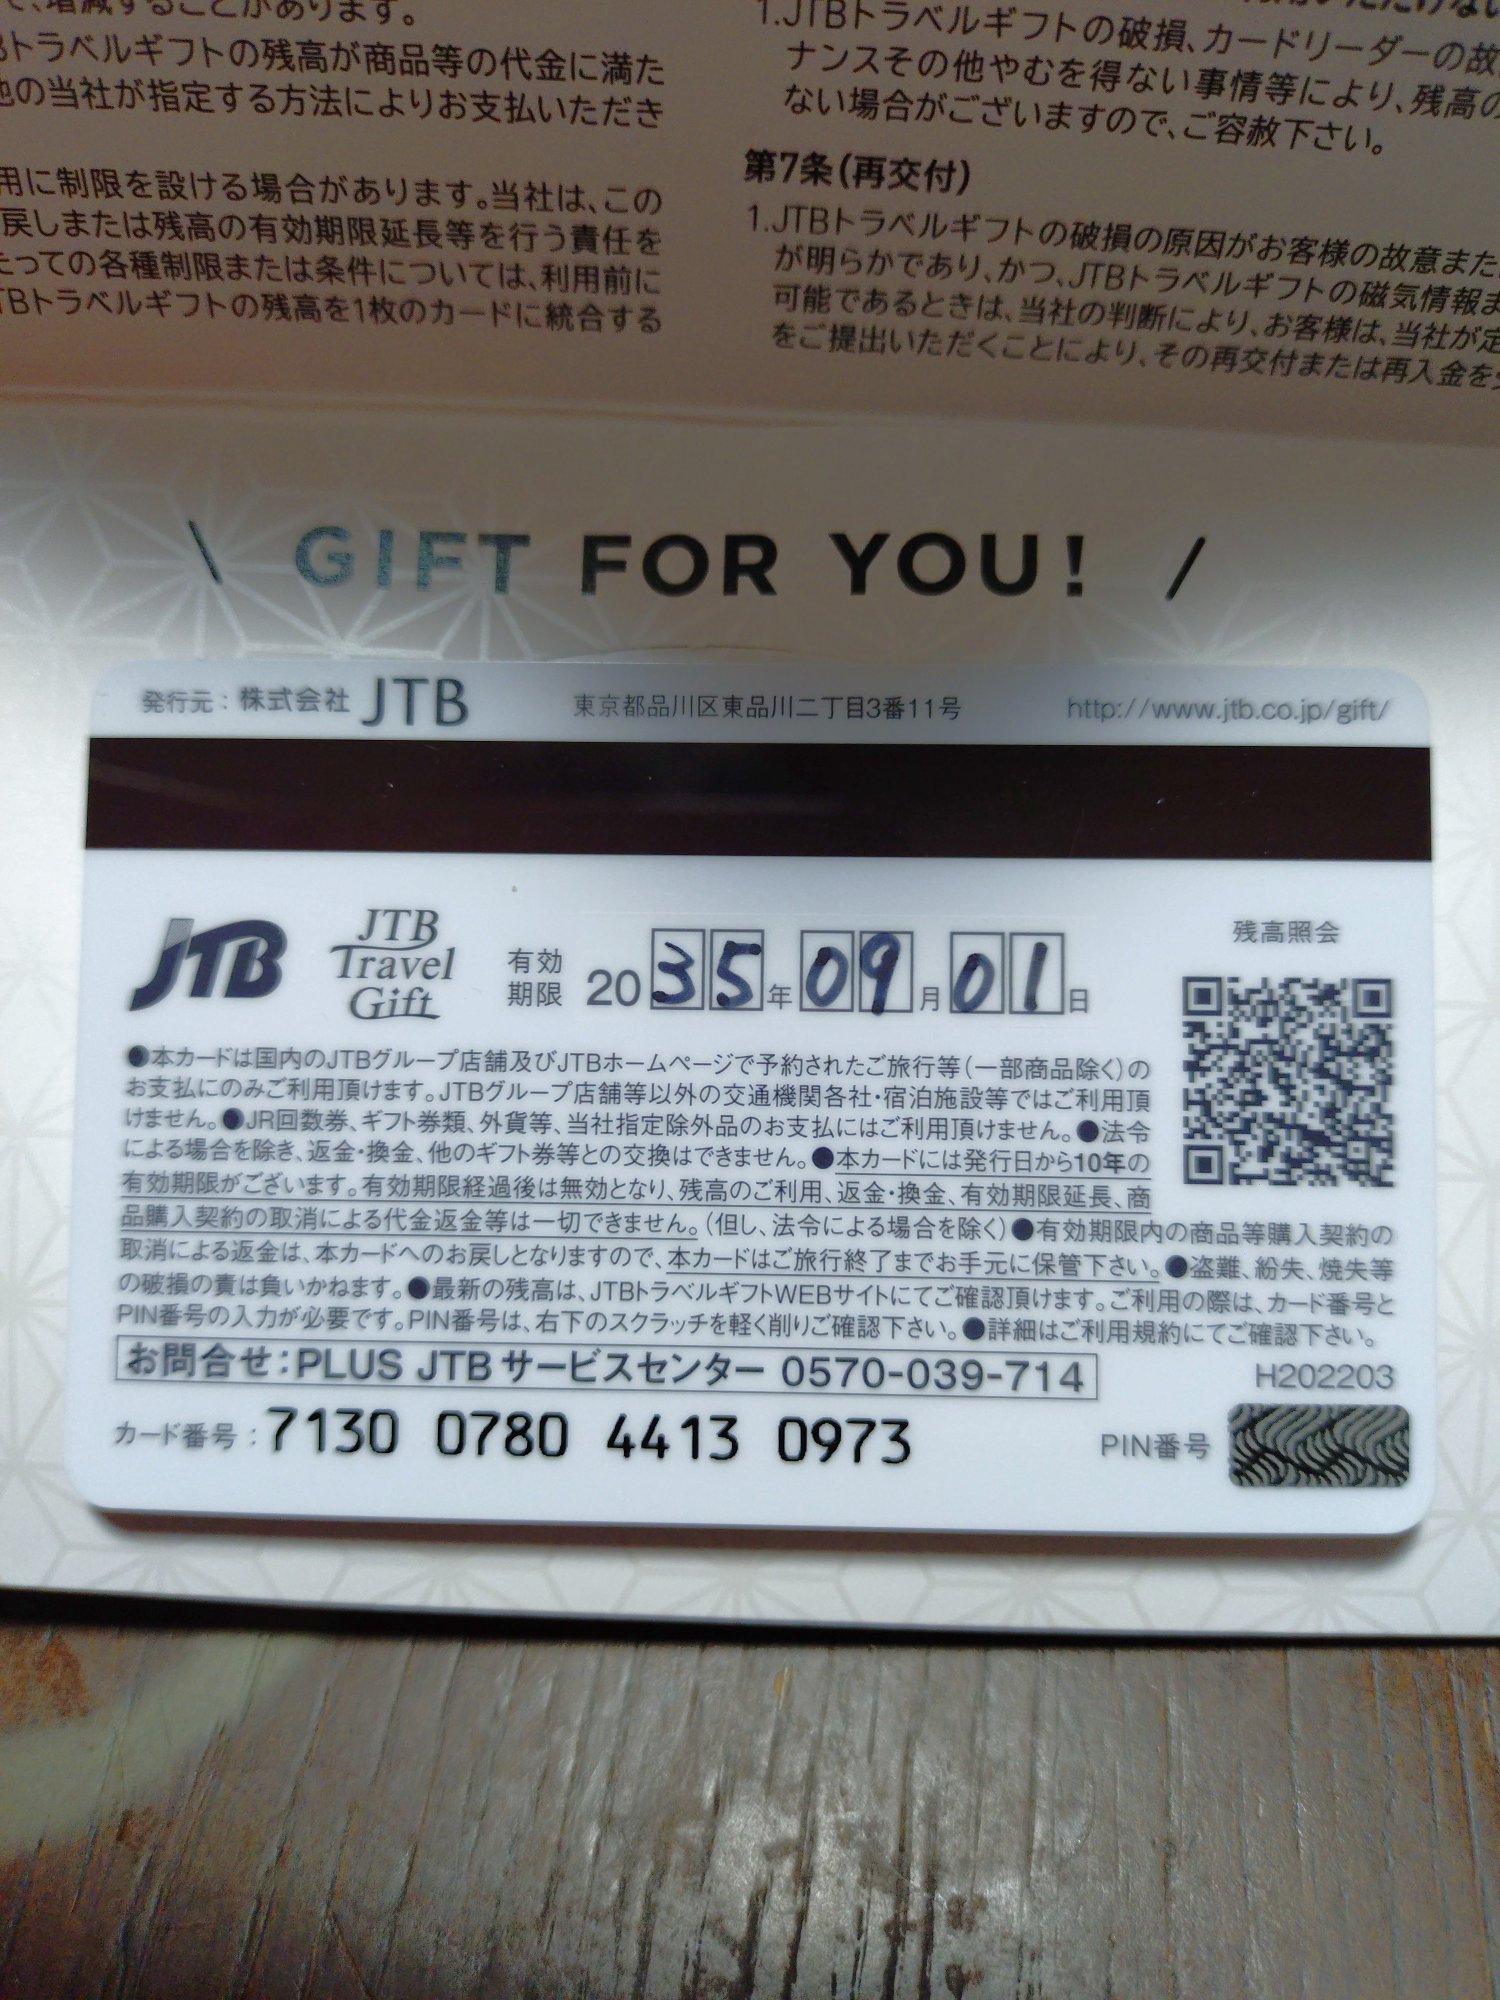 、増減することがあります。
トラベルギフトの残高が商品等の代金に満た
の当社が指定する方法によりお支払いただき
用に制限を設ける場合があります。当社は、この
戻しまたは残高の有効期限延長等を行う責任を
たっての各種制限または条件については、利用前に
TBトラベルギフトの残高を1枚のカードに統合する
1.JTBトラベルギフトの破損、カードリーダーの故
ナンスその他やむを得ない事情等により、残高の
ない場合がございますので、ご容赦下さい。
第7条(再交付)
1.JTBトラベルギフトの破損の原因がお客様の故意また
が明らかであり、かつ、JTBトラベルギフトの磁気情報ま
可能であるときは、当社の判断により、お客様は、当社が定
をご提出いただくことにより、その再交付または再入金を
\ GIFT FOR YOU! /
発行元:株式会社 JTB 東京都品川区東品川二丁目3番11号 http://www.jtb.co.jp/gift/
JTB
JTB
Travel
Gift
有効
期限
2035年09月01日
残高照会
●本カードは国内のJTBグループ店舗及びJTBホームページで予約されたご旅行等(一部商品除く)の
お支払にのみご利用頂けます。JTBグループ店舗等以外の交通機関各社・宿泊施設等ではご利用頂
けません。●JR回数券、ギフト券類、外貨等、当社指定除外品のお支払にはご利用頂けません。●法令
による場合を除き、返金・換金、他のギフト券等との交換はできません。●本カードには発行日から10年の
有効期限がございます。有効期限経過後は無効となり、残高のご利用、返金・換金、有効期限延長、商
品購入契約の取消による代金返金等は一切できません。(但し、法令による場合を除く)●有効期限内の商品等購入契約の
取消による返金は、本カードへのお戻しとなりますので、本カードはご旅行終了までお手元に保管下さい。●盗難、紛失、焼失等
の破損の責は負いかねます。●最新の残高は、JTBトラベルギフトWEBサイトにてご確認頂けます。ご利用の際は、カード番号と
PIN番号の入力が必要です。PIN番号は、右下のスクラッチを軽く削りご確認下さい。●詳細はご利用規約にてご確認下さい。
お問合せ:PLUS JTBサービスセンター 0570-039-714
H202203
カード番号:7130 0780 4413 0973
PIN番号